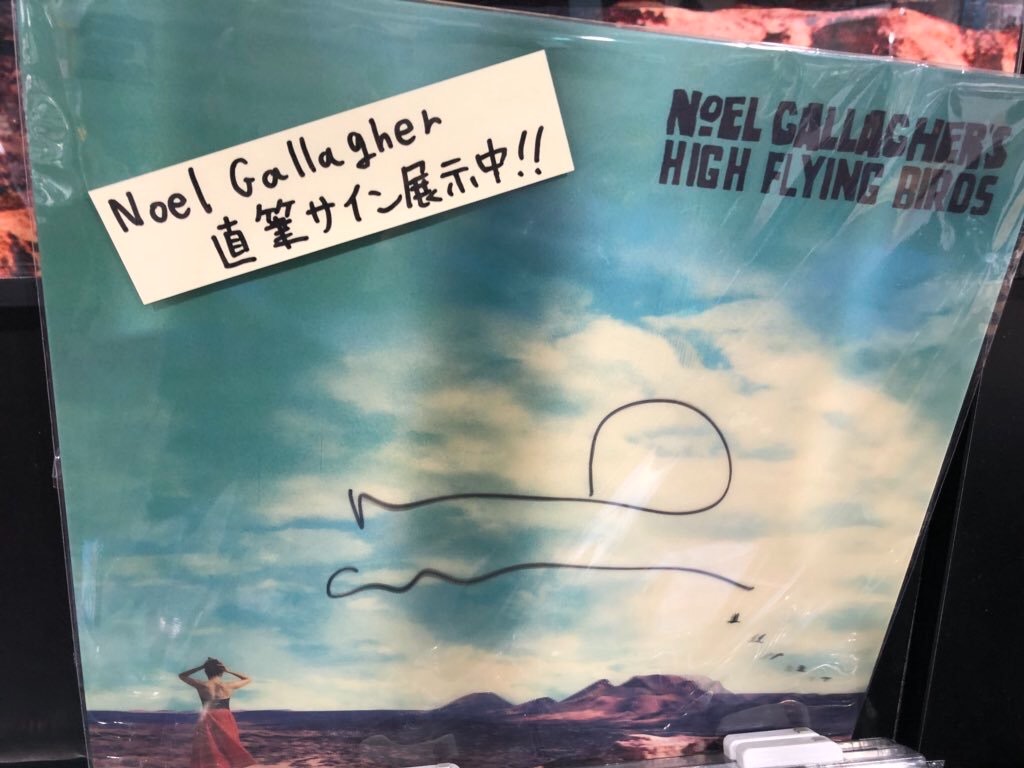 Noel Gallagher
直筆サイン展示中!!
NOEL GALLAGHER'S
HIGH FLYING BIRDS